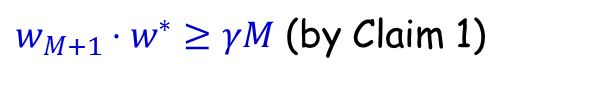 w_{M+1} · w* ≥ γM (by Claim 1)